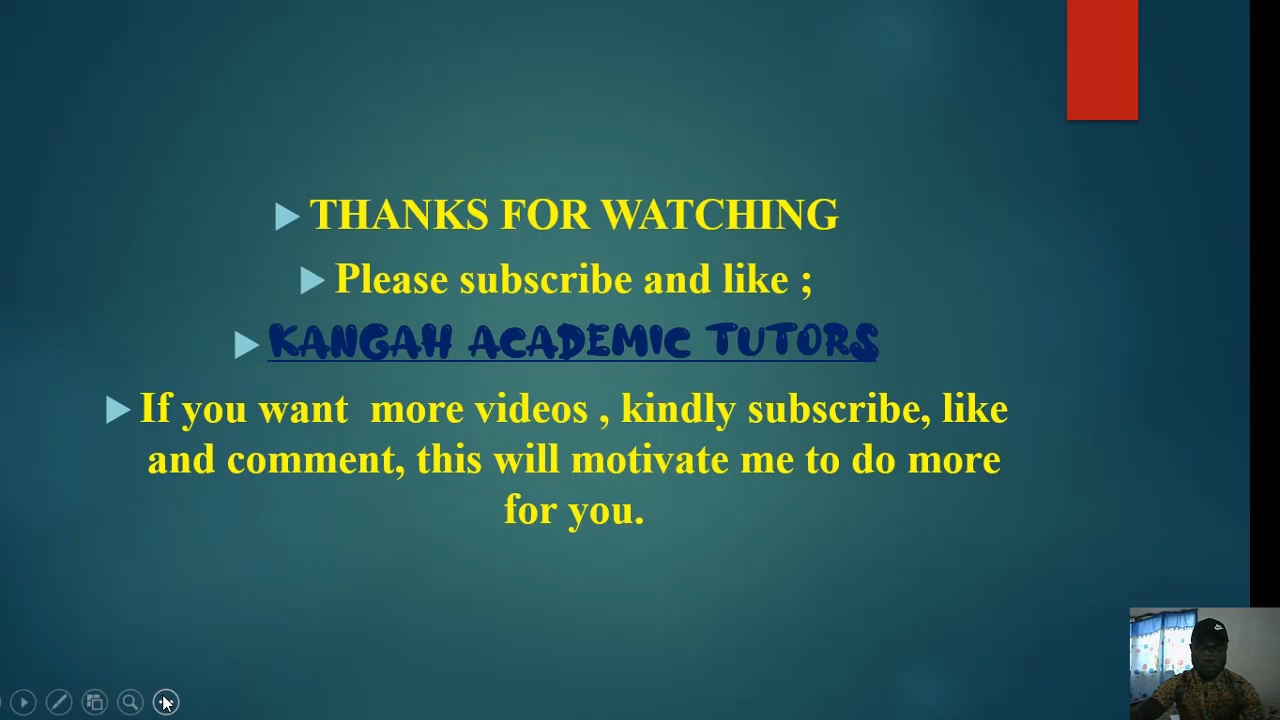 THANKS FOR WATCHING
Please subscribe and like ;
KANGAH ACADEMIC TUTORS
If you want  more videos , kindly subscribe, like
and comment, this will motivate me to do more
for you.